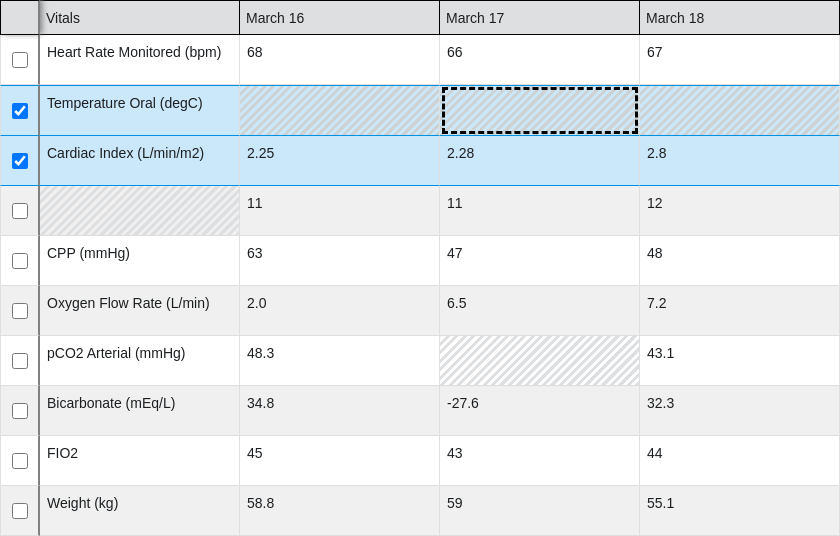 Vitals March 16 March 17 March 18
Heart Rate Monitored (bpm) 68 66 67
Temperature Oral (degC)
Cardiac Index (L/min/m2) 2.25 2.28 2.8
11 11 12
CPP (mmHg) 63 47 48
Oxygen Flow Rate (L/min) 2.0 6.5 7.2
pCO2 Arterial (mmHg) 48.3 43.1
Bicarbonate (mEq/L) 34.8 -27.6 32.3
FIO2 45 43 44
Weight (kg) 58.8 59 55.1